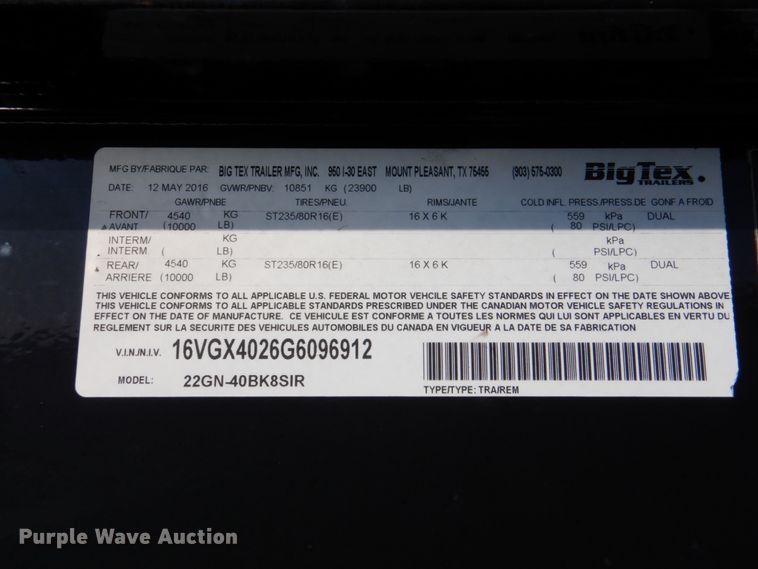 MFG BY/FABRIQUE PAR: BIG TEX TRAILER MFG, INC. 950 I-30 EAST MOUNT PLEASANT, TX 75455 (903) 575-0300 BigTex.
TRAILERS
DATE: 12 MAY 2016 GVWR/PNBV: 10851 KG (23900 LB)
GAWR/PNBE TIRES/PNEU. RIMS/JANTE COLD INFL. PRESS/PRESS.DE GONF A FROID
FRONT/ 4540 KG ST235/80R16(E) 16 X 6 K 559 kPa DUAL
AVANT (10000 LB) ( 80 PSI/LPC)
INTERM/ KG kPa
INTERM ( LB) ( PSI/LPC)
REAR/ 4540 KG ST235/80R16(E) 16 X 6 K 559 kPa DUAL
ARRIERE (10000 LB) ( 80 PSI/LPC)
THIS VEHICLE CONFORMS TO ALL APPLICABLE U.S. FEDERAL MOTOR VEHCILE SAFETY STANDARDS IN EFFECT ON THE DATE SHOWN ABOVE
THIS VEHICLE CONFORMS TO ALL APPLICABLE STANDARDS PRESCRIBED UNDER THE CANADIAN MOTOR VEHICLE SAFETY REGULATIONS IN
EFFECT ON THE DATE OF MANUFACTURE. / CE VEHICULE EST CONFORME A TOUTES LES NORMES QUI LUI SONT APPLICABLES EN VERTU DU
REGLEMENT SUR LA SECURITE DES VEHICULES AUTOMOBILES DU CANADA EN VIGUEUR A LA DATE DE SA FABRICATION
V.I.N./N.I.V. 16VGX4026G6096912
MODEL: 22GN-40BK8SIR
TYPE/TYPE: TRA/REM
Purple Wave Auction